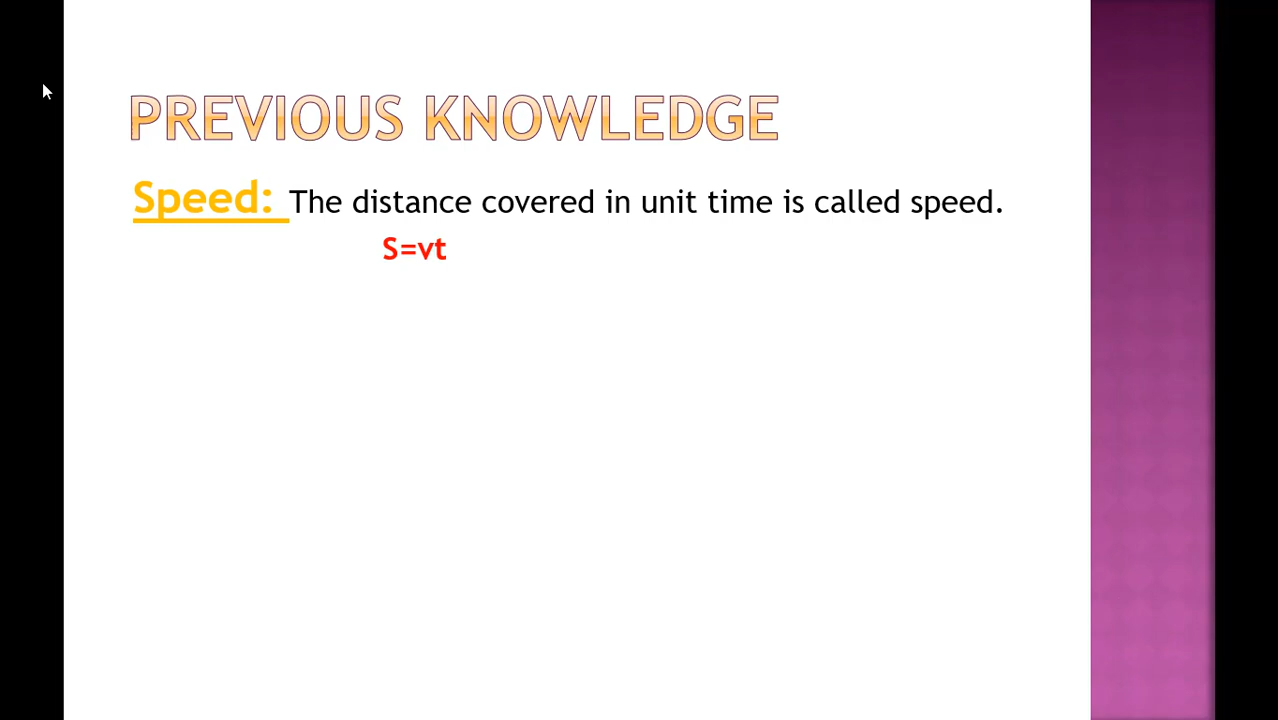 PREVIOUS KNOWLEDGE
Speed: The distance covered in unit time is called speed.
S=vt